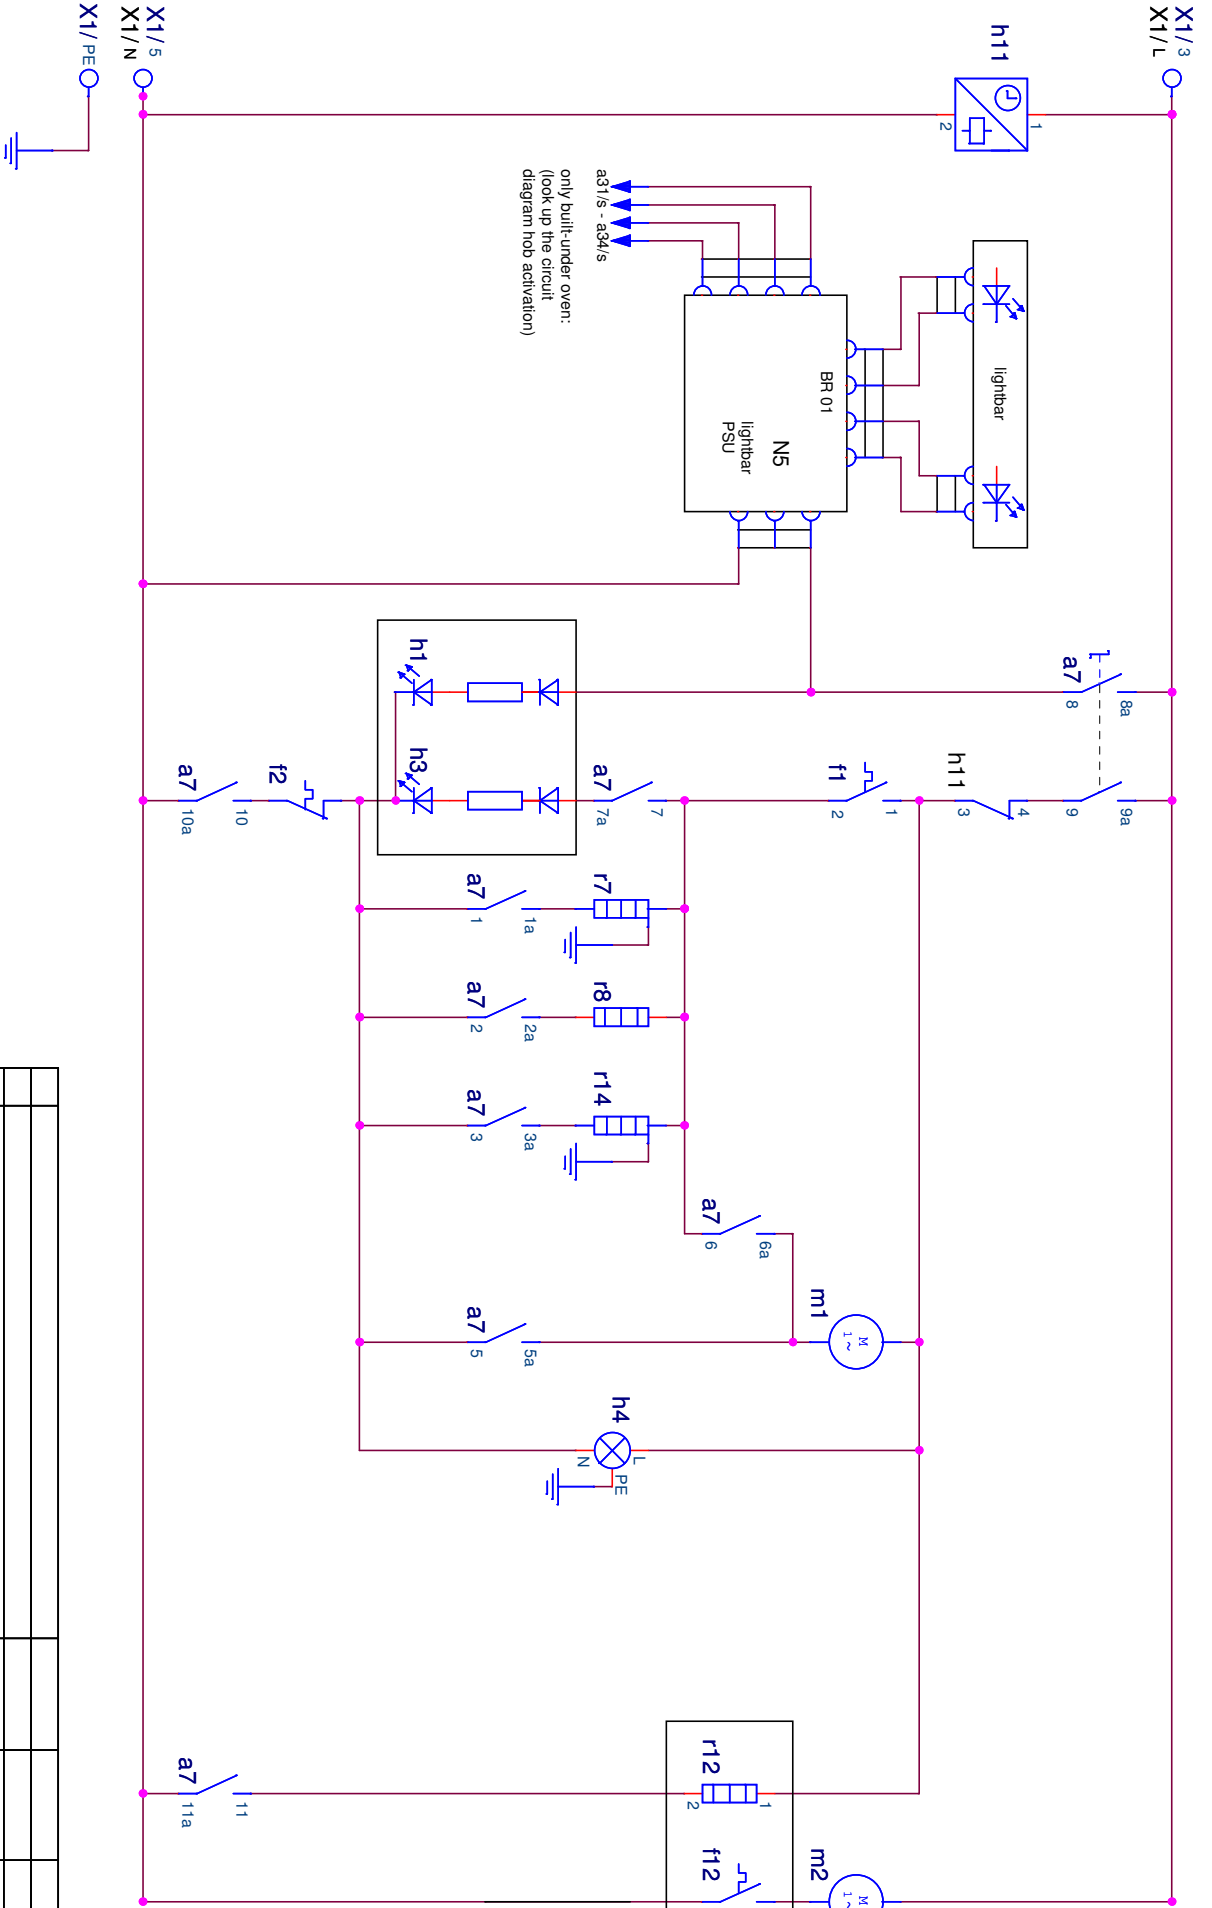 X1/ 3
X1/ L
h11
1
2
X1/ 5
X1/ N
X1/ PE
a31/s - a34/s
only built-under oven:
(look up the circuit
diagram hob activation)
lightbar
BR 01
N5
lightbar
PSU
a7
8a
8
9a
9
h11
4
3
f1
1
2
a7
7
7a
h1
h3
f2
a7
10
10a
r7
a7
1a
1
r8
a7
2a
2
r14
a7
3a
3
a7
6a
6
m1
M
1 ~
a7
5a
5
h4
L
N
PE
r12
1
2
a7
11
11a
f12
m2
M
1 ~